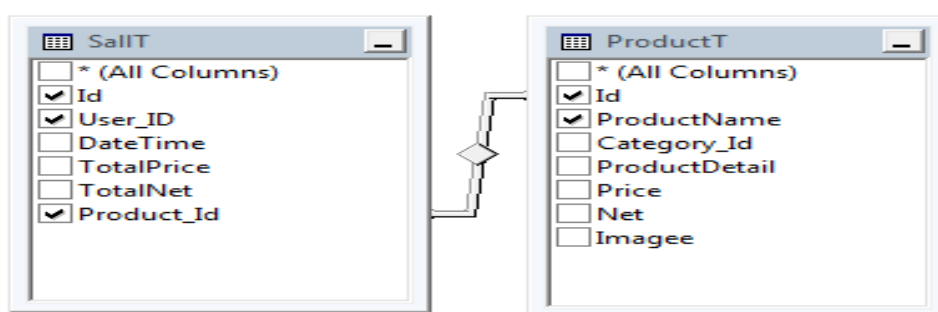 SallT
* (All Columns)
Id
User_ID
DateTime
TotalPrice
TotalNet
Product_Id
ProductT
* (All Columns)
Id
ProductName
Category_Id
ProductDetail
Price
Net
Imagee